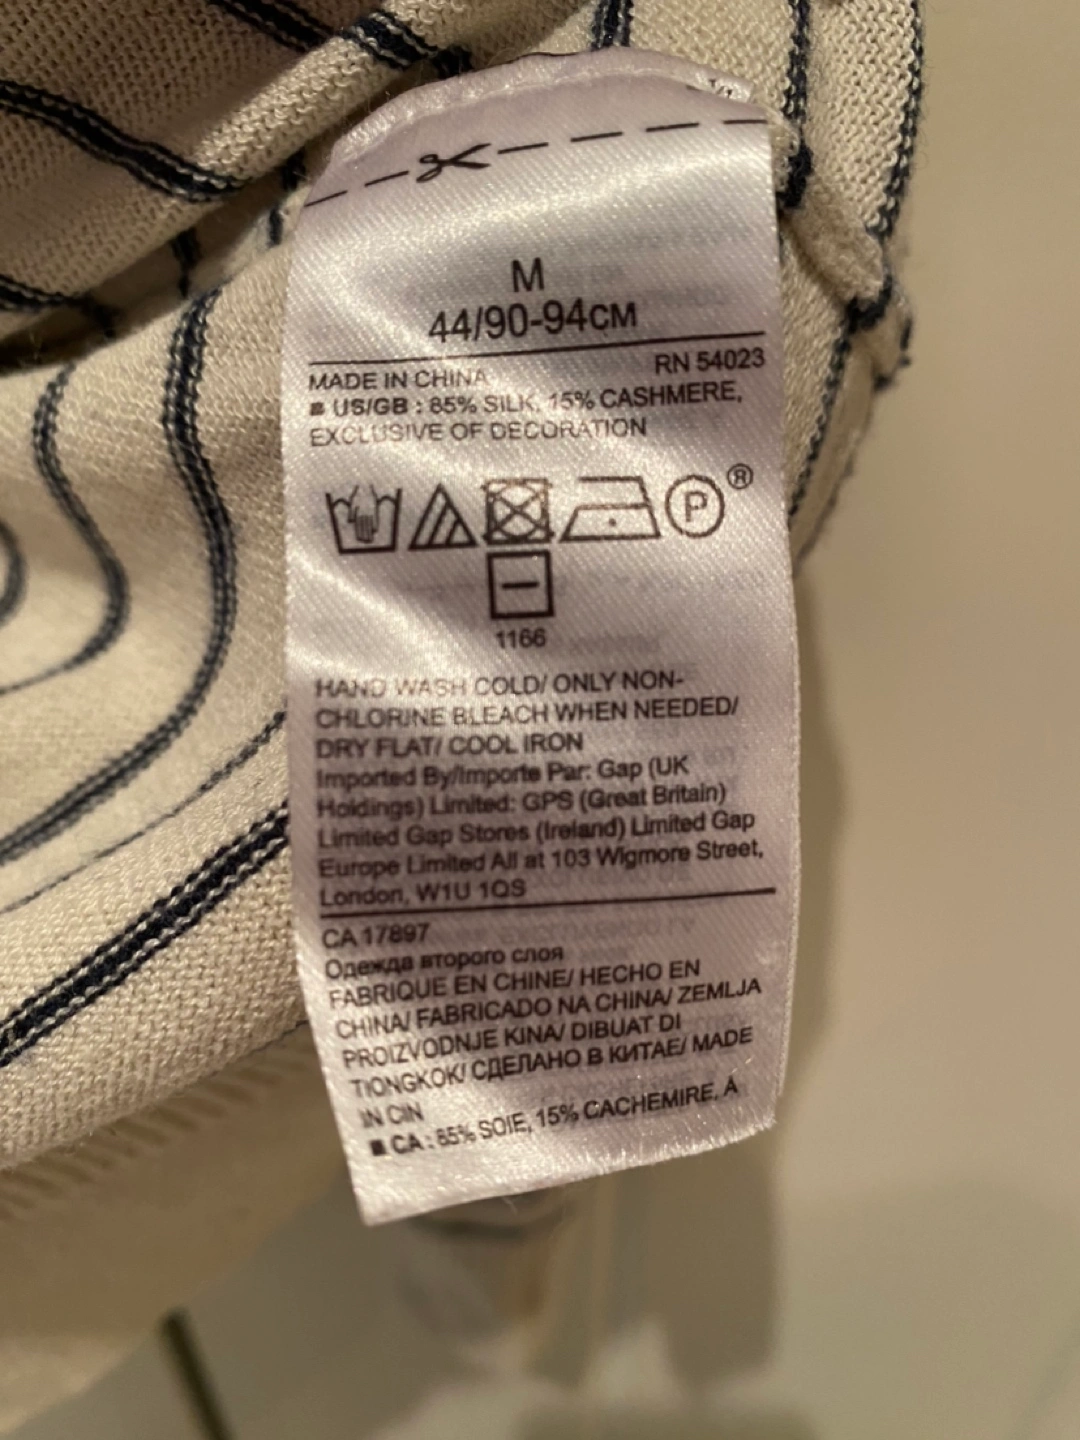 M
44/90-94CM
RN 54023
MADE IN CHINA
US/GB : 85% SILK, 15% CASHMERE,
EXCLUSIVE OF DECORATION
P
®
1166
HAND WASH COLD/ ONLY NON-
CHLORINE BLEACH WHEN NEEDED/
DRY FLAT/ COOL IRON
Imported By/Importe Par: Gap (UK
Holdings) Limited: GPS (Great Britain)
Limited Gap Stores (Ireland) Limited Gap
Europe Limited All at 103 Wigmore Street,
London, W1U 1QS
CA 17897
Одежда второго слоя
FABRIQUE EN CHINE/ HECHO EN
CHINA/ FABRICADO NA CHINA/ ZEMLJA
PROIZVODNJE KINA/ DIBUAT DI
TIONGKOK/ СДЕЛАНО В КИТАЕ/ MADE
IN CIN
CA : 85% SOIE, 15% CACHEMIRE, À